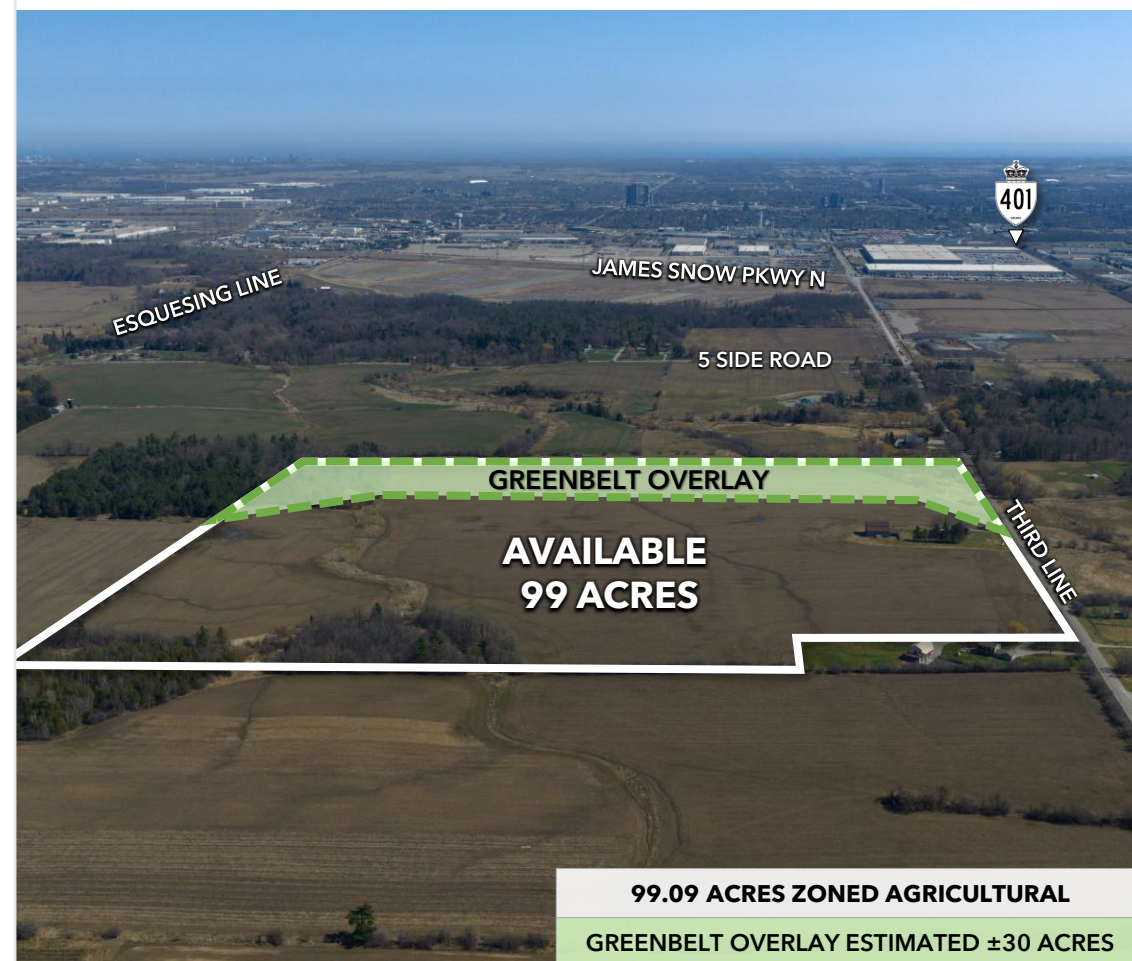 401
JAMES SNOW PKWY N
ESQUESING LINE
5 SIDE ROAD
GREENBELT OVERLAY
THIRD LINE
AVAILABLE
99 ACRES
99.09 ACRES ZONED AGRICULTURAL
GREENBELT OVERLAY ESTIMATED ±30 ACRES